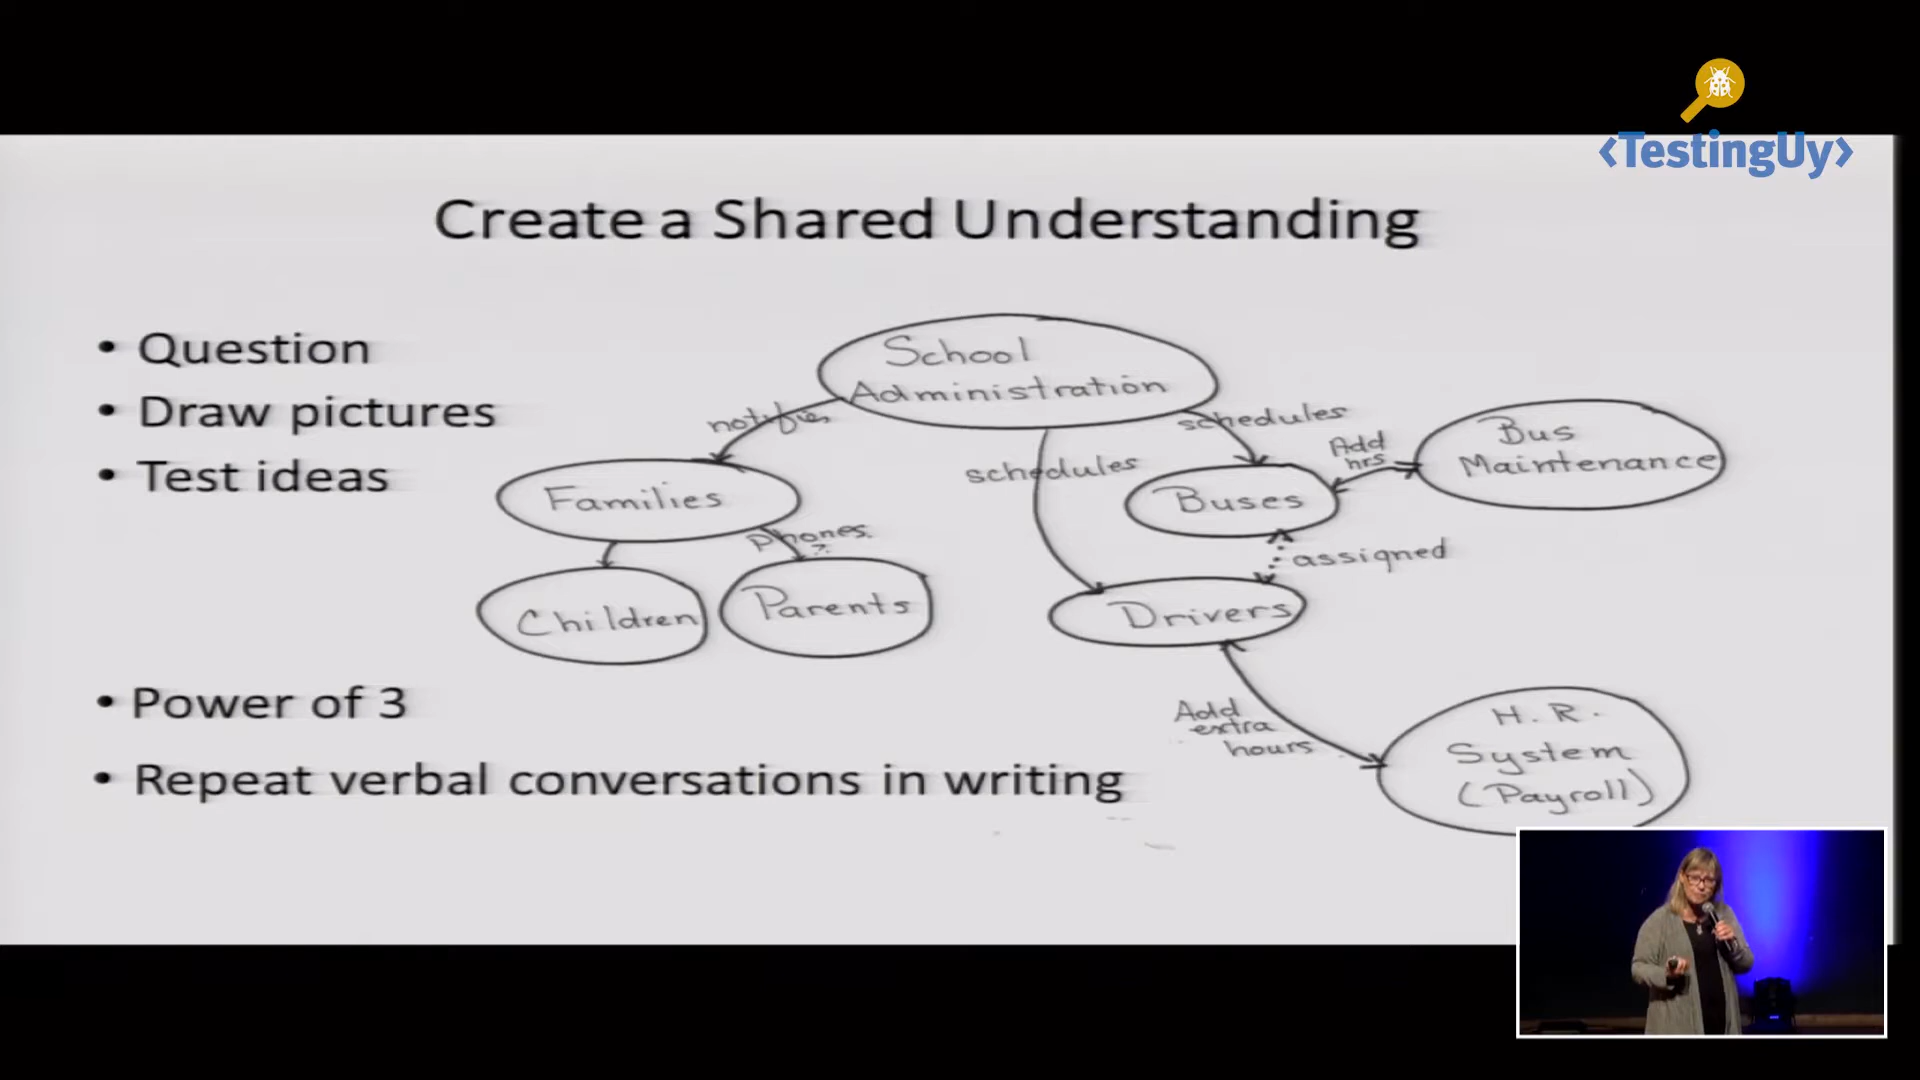 <TestingUy>
Create a Shared Understanding
• Question
• Draw pictures
• Test ideas
• Power of 3
• Repeat verbal conversations in writing
School
Administration
notifies
schedules
schedules
Add
hrs
Bus
Maintenance
Families
Buses
phones
?
assigned
Children
Parents
Drivers
Add
extra
hours
H.R.
System
(Payroll)